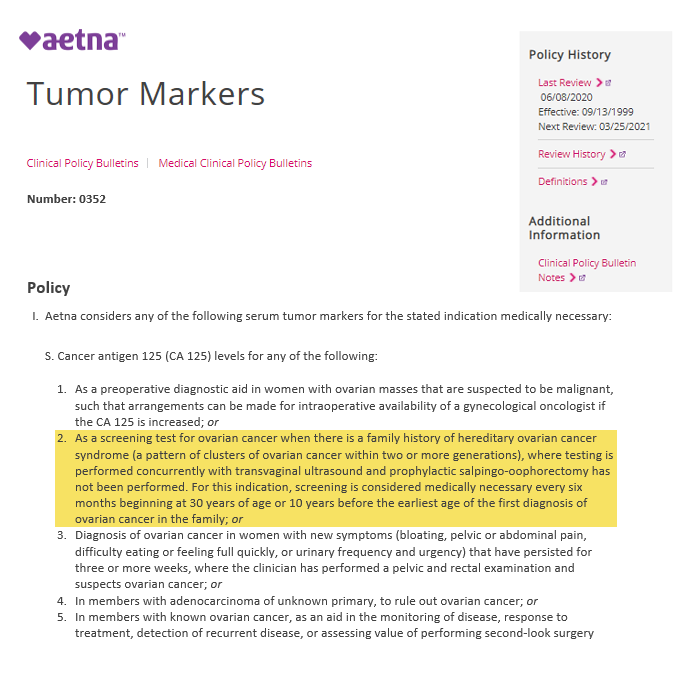 aetna™
Tumor Markers
Clinical Policy Bulletins | Medical Clinical Policy Bulletins
Number: 0352
Policy History
Last Review
06/08/2020
Effective: 09/13/1999
Next Review: 03/25/2021
Review History
Definitions
Additional
Information
Clinical Policy Bulletin
Notes
Policy
I. Aetna considers any of the following serum tumor markers for the stated indication medically necessary:
S. Cancer antigen 125 (CA 125) levels for any of the following:
1. As a preoperative diagnostic aid in women with ovarian masses that are suspected to be malignant,
such that arrangements can be made for intraoperative availability of a gynecological oncologist if
the CA 125 is increased; or
2. As a screening test for ovarian cancer when there is a family history of hereditary ovarian cancer
syndrome (a pattern of clusters of ovarian cancer within two or more generations), where testing is
performed concurrently with transvaginal ultrasound and prophylactic salpingo-oophorectomy has
not been performed. For this indication, screening is considered medically necessary every six
months beginning at 30 years of age or 10 years before the earliest age of the first diagnosis of
ovarian cancer in the family; or
3. Diagnosis of ovarian cancer in women with new symptoms (bloating, pelvic or abdominal pain,
difficulty eating or feeling full quickly, or urinary frequency and urgency) that have persisted for
three or more weeks, where the clinician has performed a pelvic and rectal examination and
suspects ovarian cancer; or
4. In members with adenocarcinoma of unknown primary, to rule out ovarian cancer; or
5. In members with known ovarian cancer, as an aid in the monitoring of disease, response to
treatment, detection of recurrent disease, or assessing value of performing second-look surgery